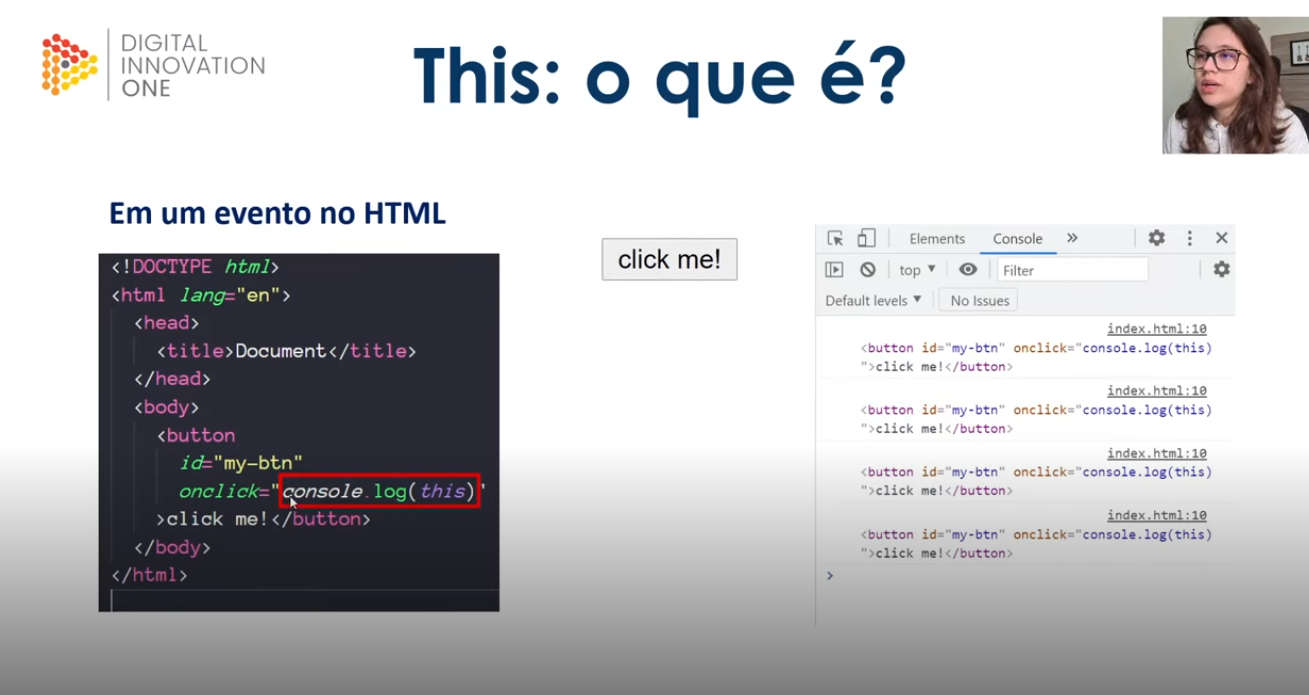 DIGITAL
INNOVATION
ONE
This: o que é?
Em um evento no HTML
<!DOCTYPE html>
<html lang="en">
<head>
<title>Document</title>
</head>
<body>
<button
id="my-btn"
onclick="console.log(this)"
>click me!</button>
</body>
</html>
click me!
Elements Console »
top ▼ Filter
Default levels ▼ No Issues
index.html:10
<button id="my-btn" onclick="console.log(this)
">click me!</button>
index.html:10
<button id="my-btn" onclick="console.log(this)
">click me!</button>
index.html:10
<button id="my-btn" onclick="console.log(this)
">click me!</button>
index.html:10
<button id="my-btn" onclick="console.log(this)
">click me!</button>
>